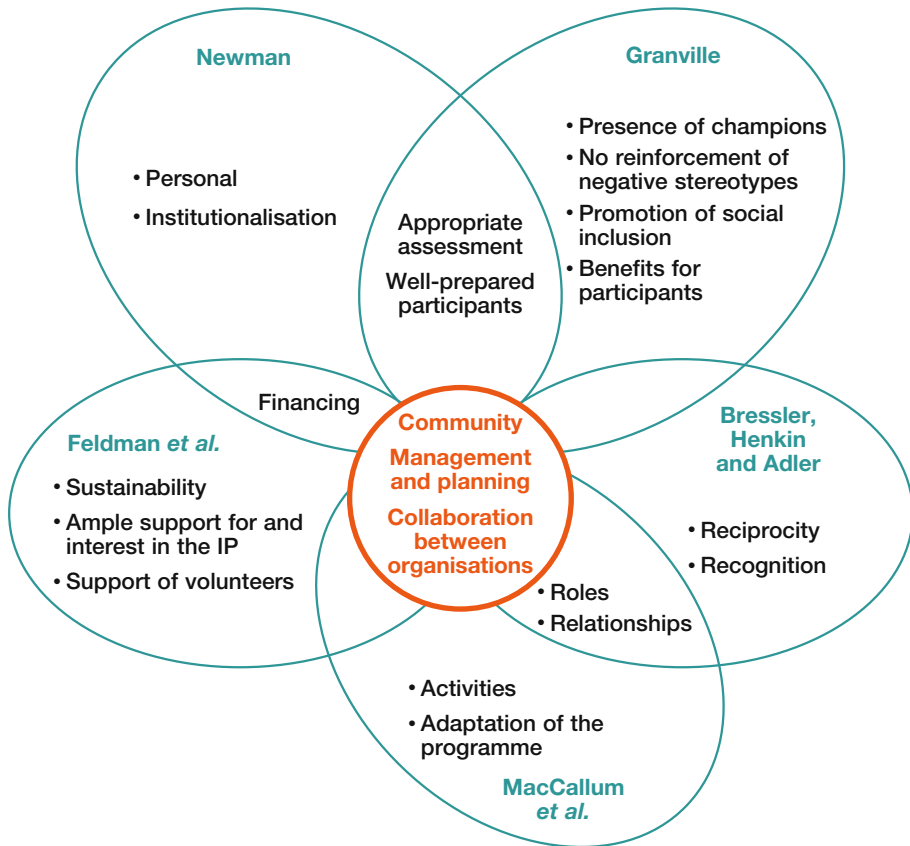 Newman
• Personal
• Institutionalisation
Granville
• Presence of champions
• No reinforcement of
negative stereotypes
• Promotion of social
inclusion
• Benefits for
participants
Appropriate
assessment
Well-prepared
participants
Financing
Feldman et al.
• Sustainability
• Ample support for and
interest in the IP
• Support of volunteers
Community
Management
and planning
Collaboration
between
organisations
Bressler,
Henkin
and Adler
• Reciprocity
• Recognition
• Roles
• Relationships
• Activities
• Adaptation of the
programme
MacCallum
et al.